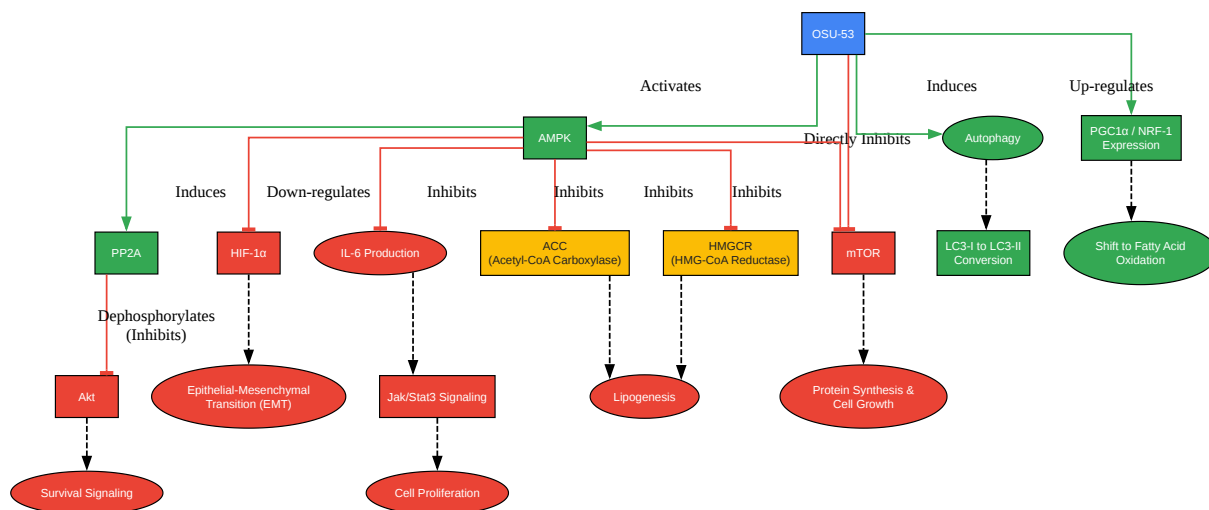 OSU-53
Activates
Induces
Up-regulates
AMPK
Directly Inhibits
Autophagy
PGC1α / NRF-1
Expression
Induces
Down-regulates
Inhibits
Inhibits
Inhibits
Inhibits
PP2A
HIF-1α
IL-6 Production
ACC
(Acetyl-CoA Carboxylase)
HMGCR
(HMG-CoA Reductase)
mTOR
LC3-I to LC3-II
Conversion
Shift to Fatty Acid
Oxidation
Dephosphorylates
(Inhibits)
Akt
Epithelial-Mesenchymal
Transition (EMT)
Jak/Stat3 Signaling
Lipogenesis
Protein Synthesis &
Cell Growth
Survival Signaling
Cell Proliferation